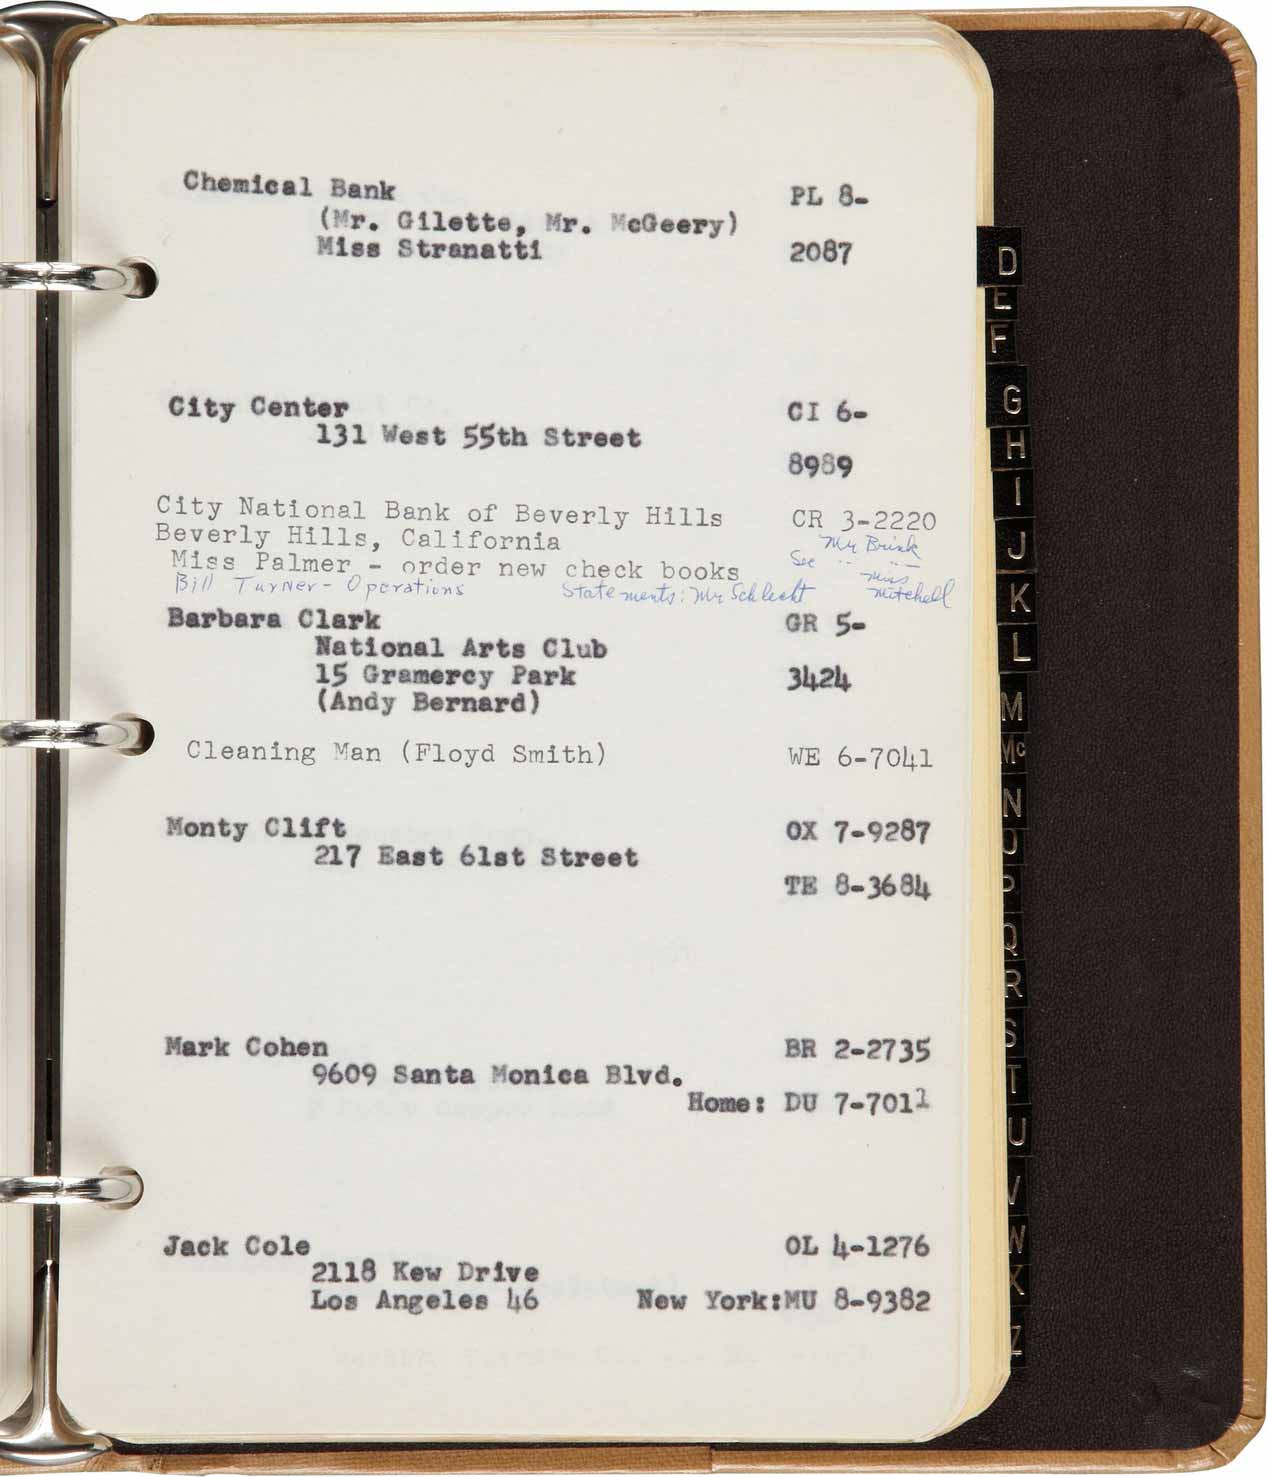 Chemical Bank PL 8-
(Mr. Gilette, Mr. McGeery)
Miss Stranatti 2087
City Center CI 6-
131 West 55th Street
8989
City National Bank of Beverly Hills CR 3-2220
Beverly Hills, California Mr Brink
Miss Palmer - order new check books See " " --
Bill Turner - Operations Statements: Mr Schlecht Miss Mitchell
Barbara Clark GR 5-
National Arts Club
15 Gramercy Park 3424
(Andy Bernard)
Cleaning Man (Floyd Smith) WE 6-7041
Monty Clift OX 7-9287
217 East 61st Street
TE 8-3684
Mark Cohen BR 2-2735
9609 Santa Monica Blvd.
Home: DU 7-7011
Jack Cole OL 4-1276
2118 Kew Drive
Los Angeles 46 New York:MU 8-9382
D
E
F
G
H
I
J
K
L
M
Mc
N
O
P
Q
R
S
T
U
V
W
X
Z